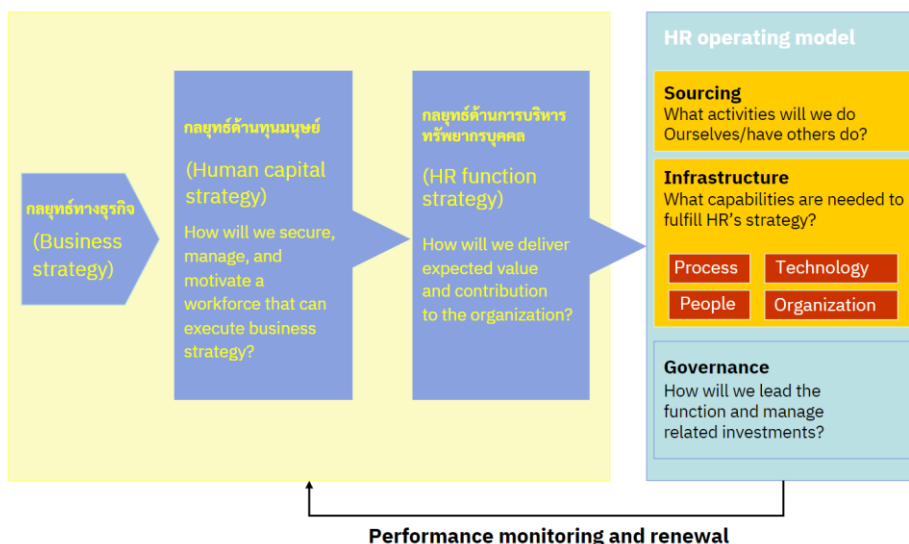 กลยุทธ์ทางธุรกิจ
(Business
strategy)
กลยุทธ์ด้านทุนมนุษย์
(Human capital
strategy)
How will we secure,
manage, and
motivate a
workforce that can
execute business
strategy?
กลยุทธ์ด้านการบริหาร
ทรัพยากรบุคคล
(HR function
strategy)
How will we deliver
expected value
and contribution
to the organization?
HR operating model
Sourcing
What activities will we do
Ourselves/have others do?
Infrastructure
What capabilities are needed to
fulfill HR’s strategy?
Process
Technology
People
Organization
Governance
How will we lead the
function and manage
related investments?
Performance monitoring and renewal